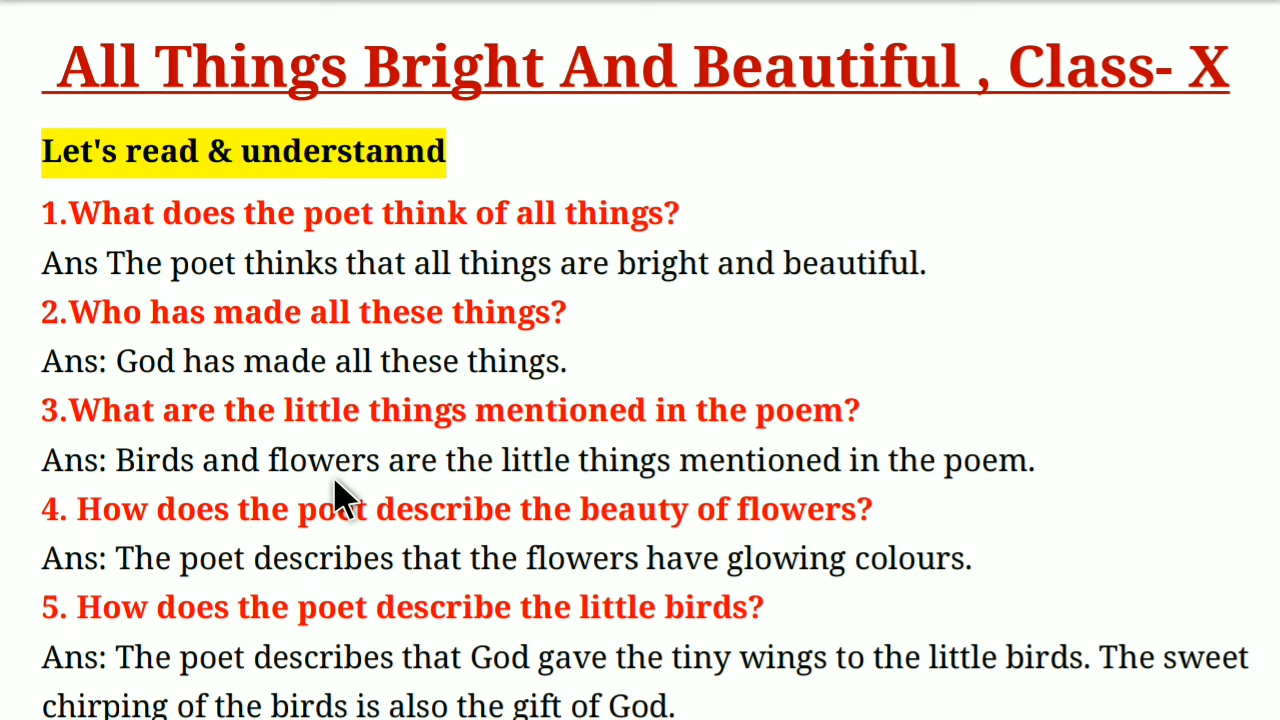 All Things Bright And Beautiful , Class- X
Let's read & understannd
1.What does the poet think of all things?
Ans The poet thinks that all things are bright and beautiful.
2.Who has made all these things?
Ans: God has made all these things.
3.What are the little things mentioned in the poem?
Ans: Birds and flowers are the little things mentioned in the poem.
4. How does the poet describe the beauty of flowers?
Ans: The poet describes that the flowers have glowing colours.
5. How does the poet describe the little birds?
Ans: The poet describes that God gave the tiny wings to the little birds. The sweet
chirping of the birds is also the gift of God.